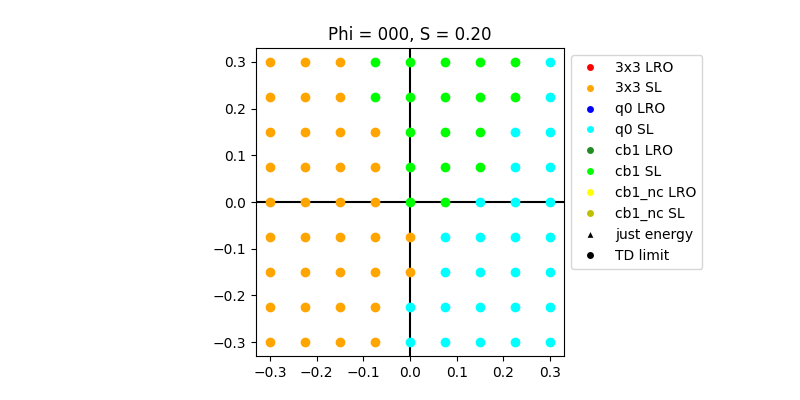 Phi = 000, S = 0.20
0.3
0.2
0.1
0.0
−0.1
−0.2
−0.3
−0.3
−0.2
−0.1
0.0
0.1
0.2
0.3
3x3 LRO
3x3 SL
q0 LRO
q0 SL
cb1 LRO
cb1 SL
cb1_nc LRO
cb1_nc SL
just energy
TD limit